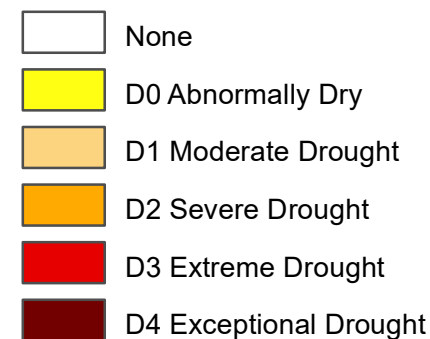 None
D0 Abnormally Dry
D1 Moderate Drought
D2 Severe Drought
D3 Extreme Drought
D4 Exceptional Drought